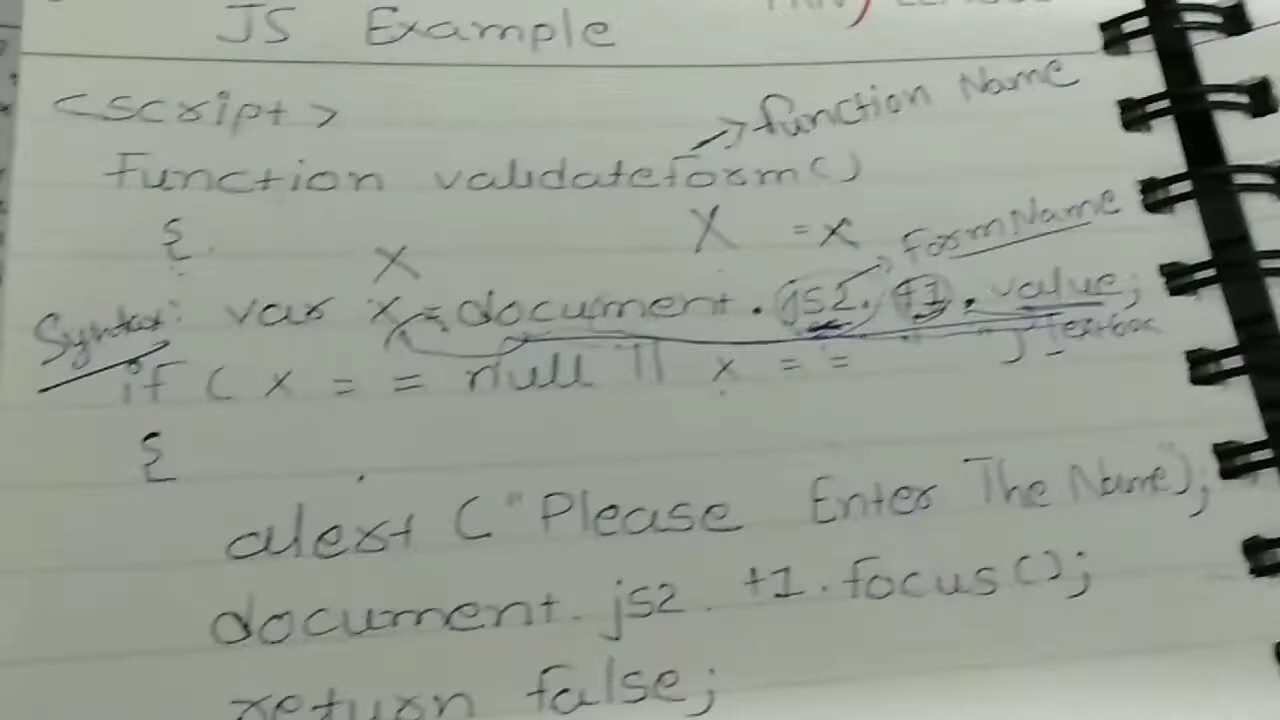 JS Example
<script>
→ function Name
Function validateform()
{
X X = x
→ Form Name
Syntax: var x = document.js2.t1.value;
Textbox
if ( x = = null || x = = "
{
alert ("Please Enter The Name");
document.js2.t1.focus();
return false;